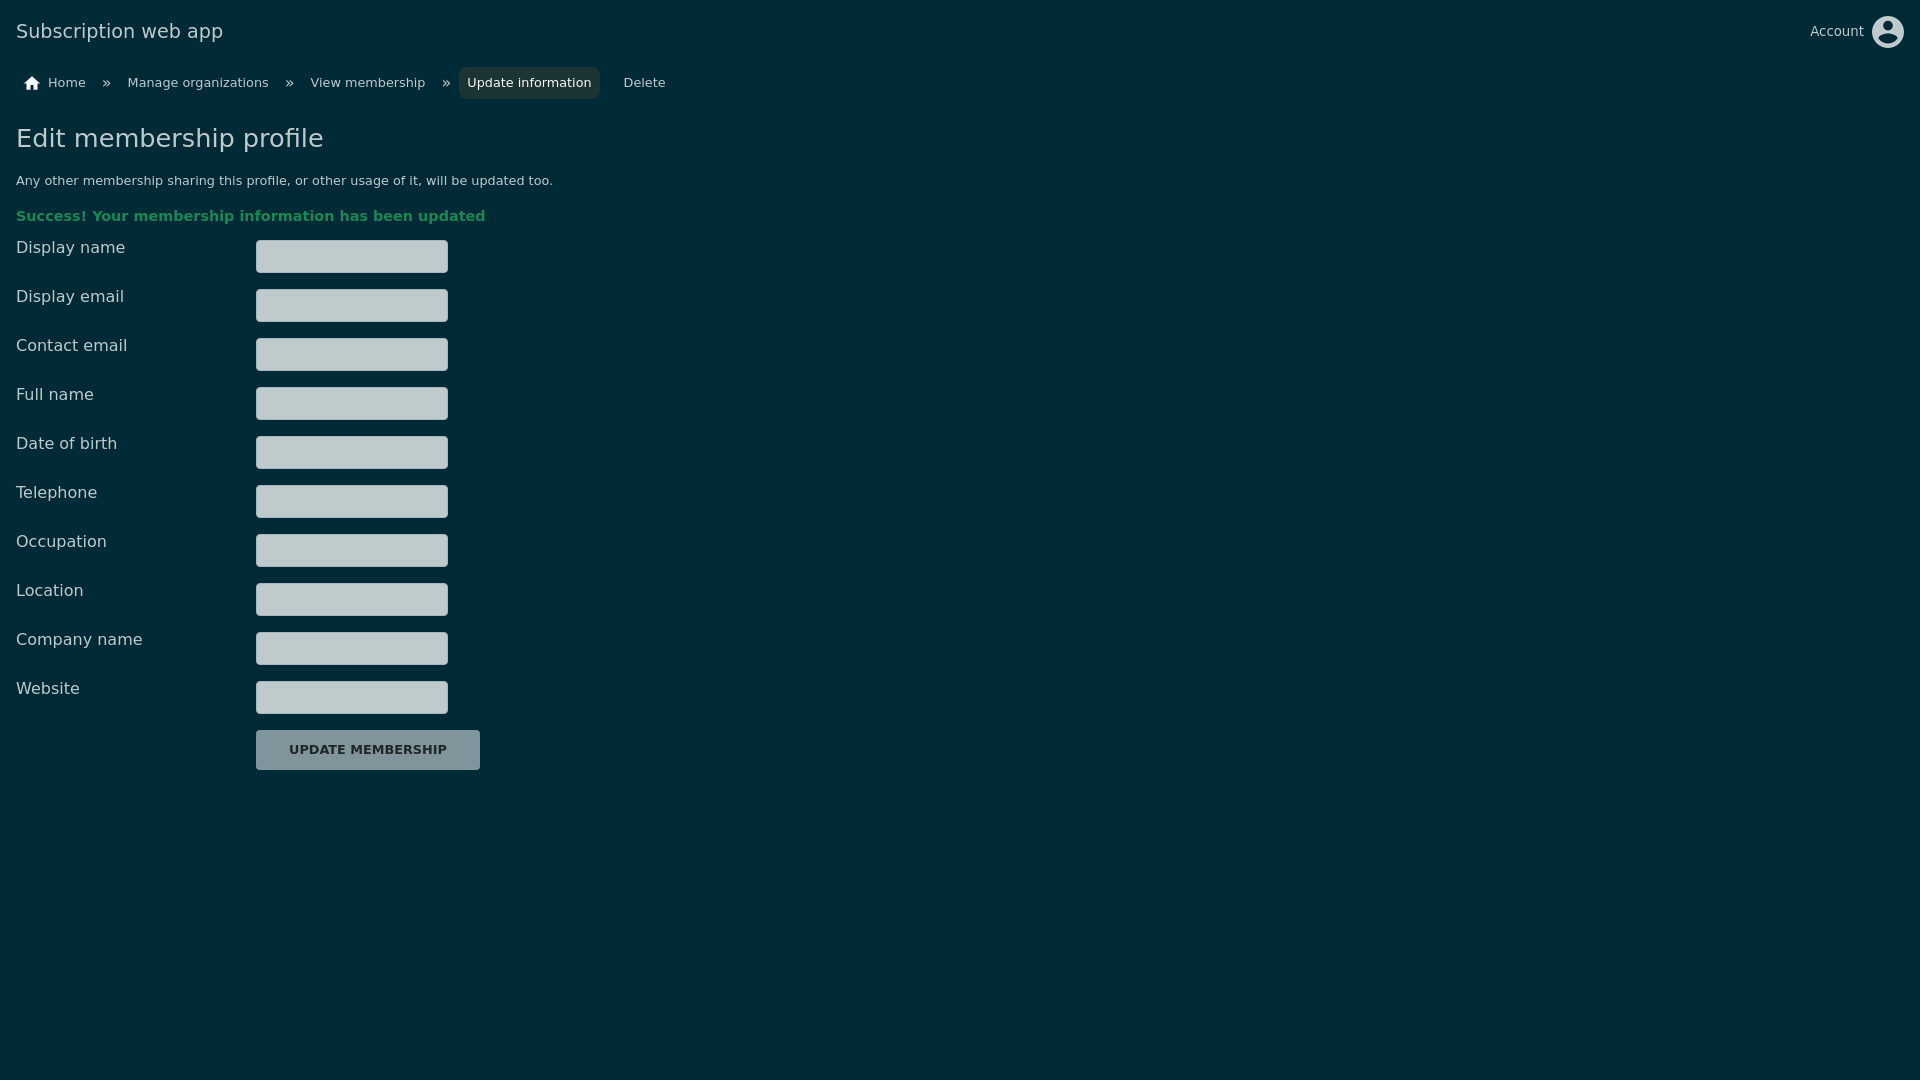 Subscription web app
Account
Home » Manage organizations » View membership » Update information Delete
Edit membership profile
Any other membership sharing this profile, or other usage of it, will be updated too.
Success! Your membership information has been updated
Display name
Display email
Contact email
Full name
Date of birth
Telephone
Occupation
Location
Company name
Website
UPDATE MEMBERSHIP